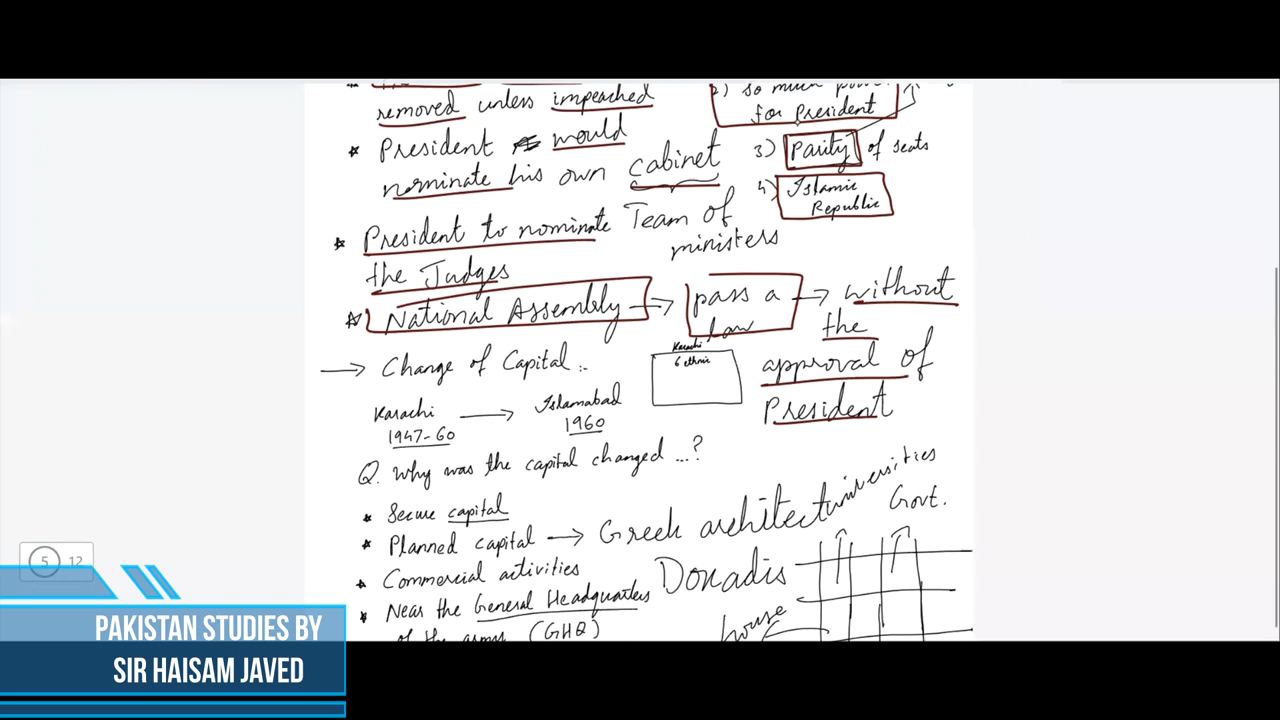 removed unless impeached
President would
nominate his own cabinet
Team of
ministers
President to nominate
the Judges
National Assembly → pass a
law
→ without
the
approval of
President
2) so much power
for president
3) Parity of seats
4) Islamic
Republic
→ Change of Capital :-
Karachi
6 ethnic
Karachi → Islamabad
1947-60
1960
Q. Why was the capital changed ...?
* Secure capital
* Planned capital → Greek architect
Doxadis
* Commercial activities
* Near the General Headquarters
of the army (GHQ)
universities
Govt.
house
5 12
PAKISTAN STUDIES BY
SIR HAISAM JAVED